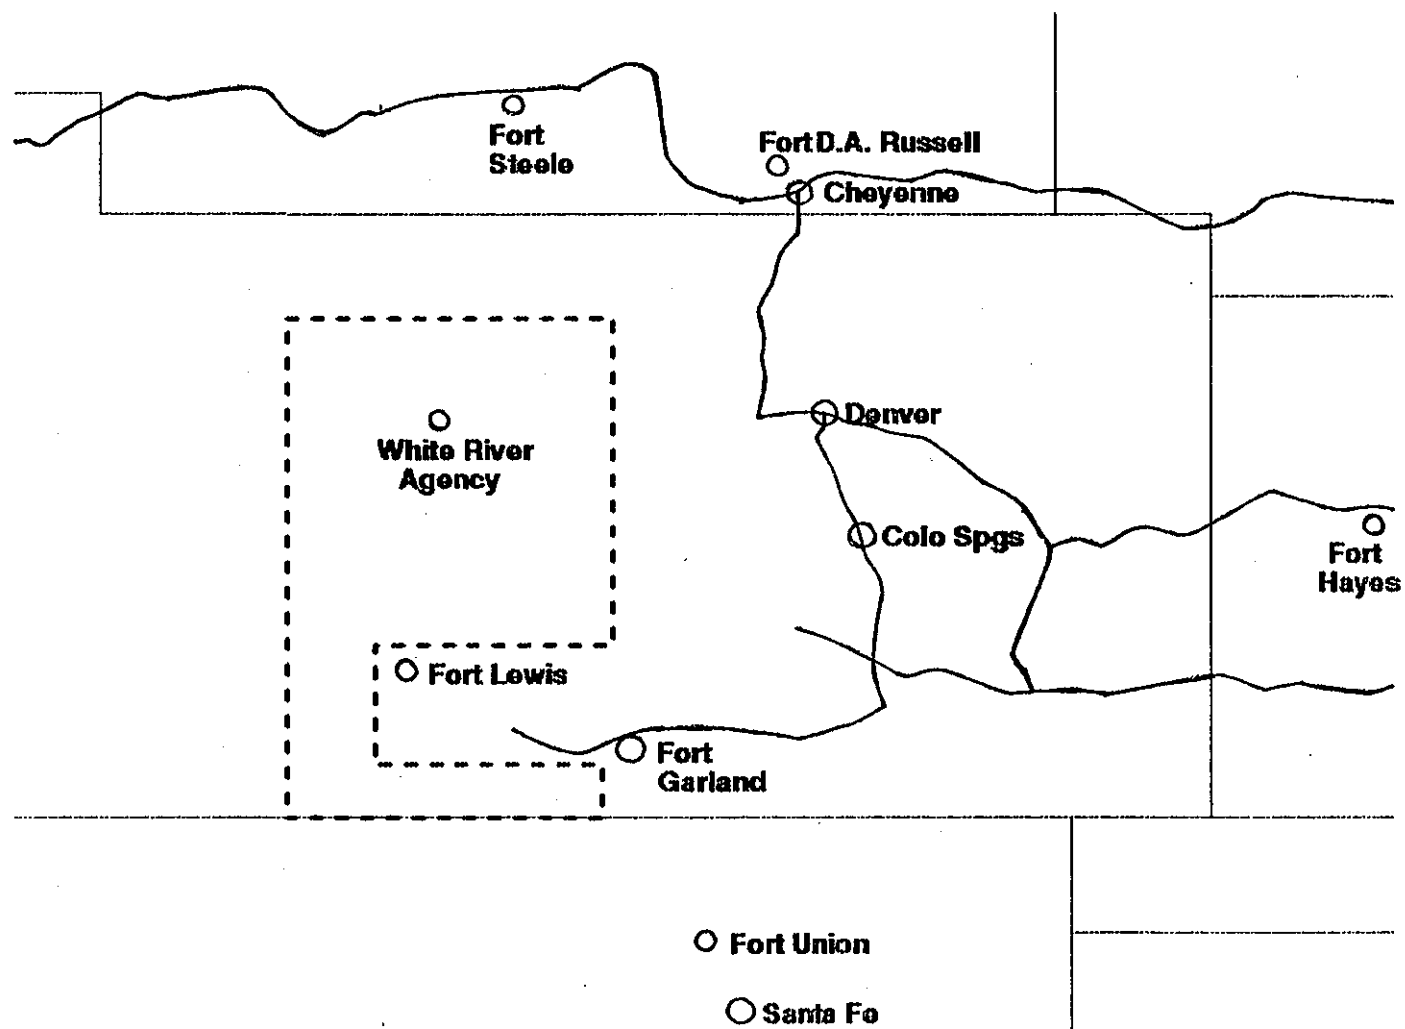 Fort
Steele
Fort D.A. Russell
Cheyenne
White River
Agency
Denver
Colo Spgs
Fort
Hayes
Fort Lewis
Fort
Garland
Fort Union
Santa Fe